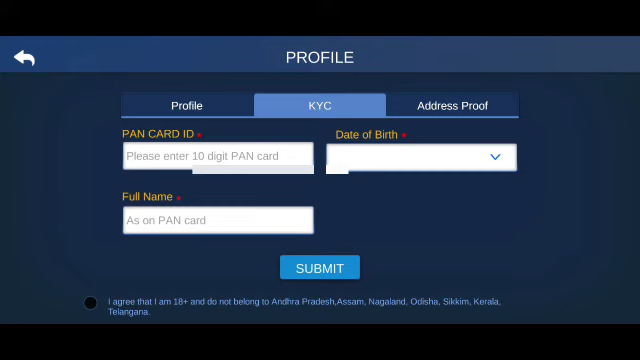 PROFILE
Profile
KYC
Address Proof
PAN CARD ID *
Date of Birth *
Please enter 10 digit PAN card
Full Name *
As on PAN card
SUBMIT
I agree that I am 18+ and do not belong to Andhra Pradesh,Assam, Nagaland, Odisha, Sikkim, Kerala,
Telangana.